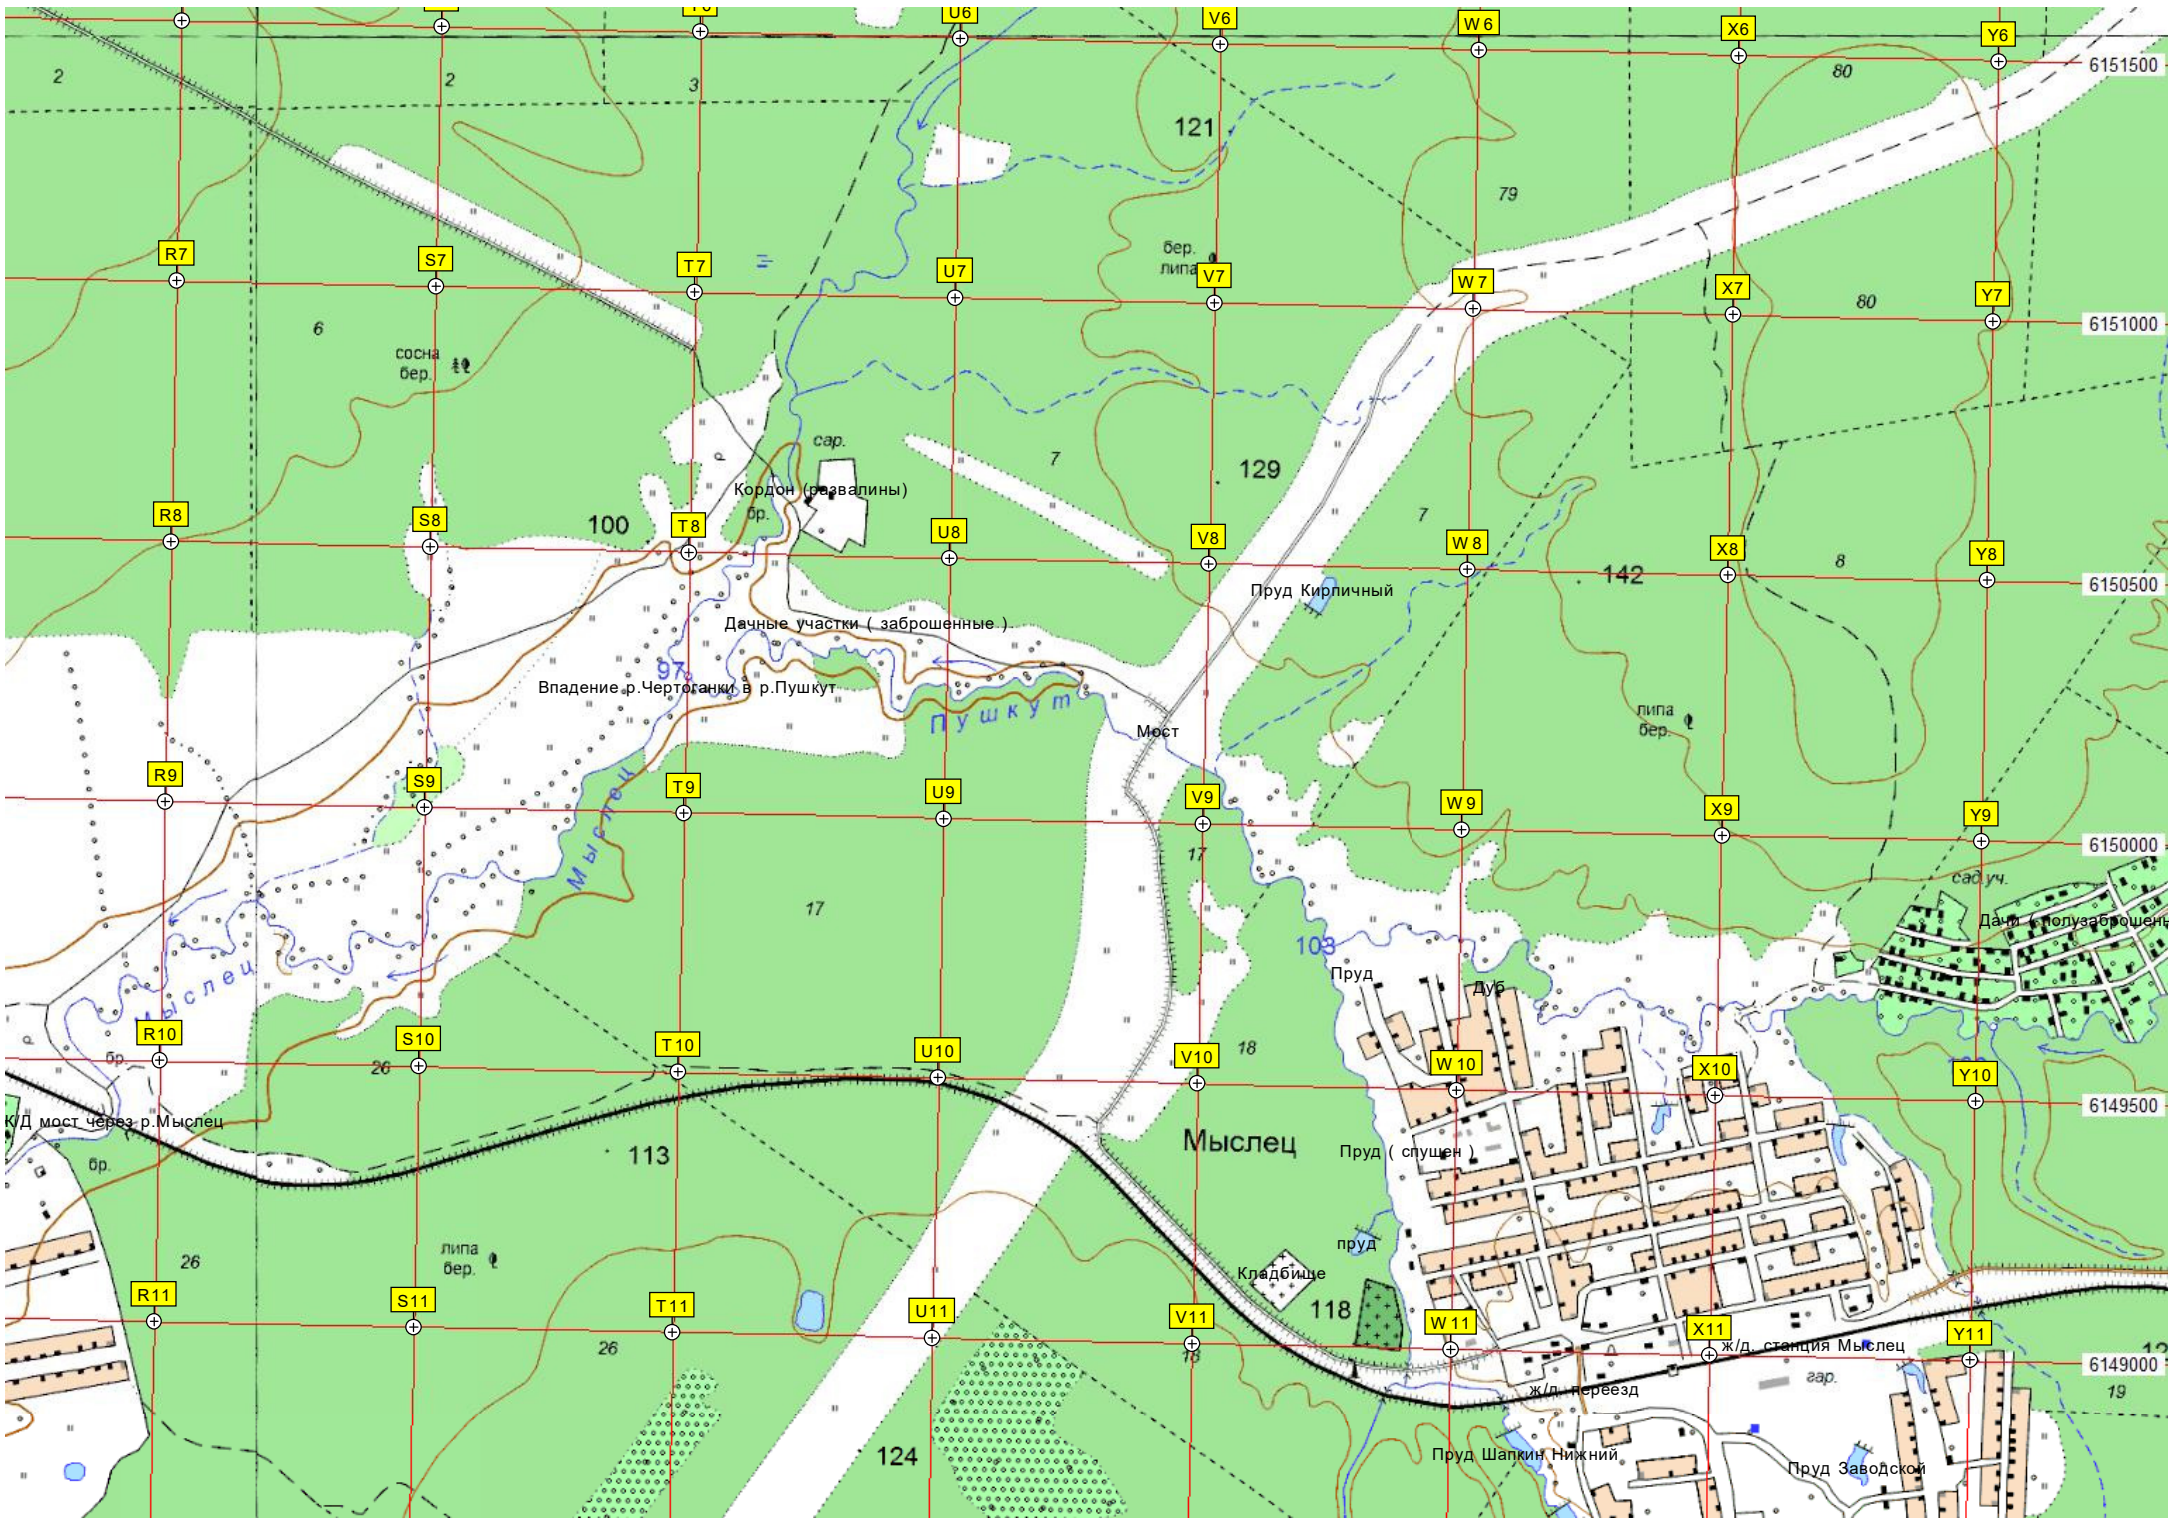 U6
V6
W6
X6
Y6
6151500
2
2
3
80
121
79
R7
S7
T7
U7
бер.
липа
V7
W7
X7
80
Y7
6151000
6
сосна
бер.
сар.
7
129
Кордон (развалины)
бр.
R8
S8
100
T8
U8
V8
7
W8
X8
142
8
Y8
6150500
Пруд Кирпичный
Дачные участки ( заброшенные )
97
Впадение р.Чертоганки в р.Пушкут
Пушкут
Мост
липа
бер.
R9
S9
T9
U9
V9
W9
X9
Y9
6150000
Мыслец
17
17
сад.уч.
Дачи ( полузаброшенн
103
Пруд
Дуб
Мыслец
R10
бр.
S10
26
T10
U10
V10
18
W10
X10
Y10
6149500
К/Д мост через р.Мыслец
бр.
113
Мыслец
Пруд ( спущен )
26
липа
бер.
пруд
Кладбище
118
R11
S11
T11
26
U11
V11
18
W11
X11
ж/д. станция Мыслец
Y11
6149000
гар.
19
ж/д. переезд
124
Пруд Шапкин Нижний
Пруд Заводской